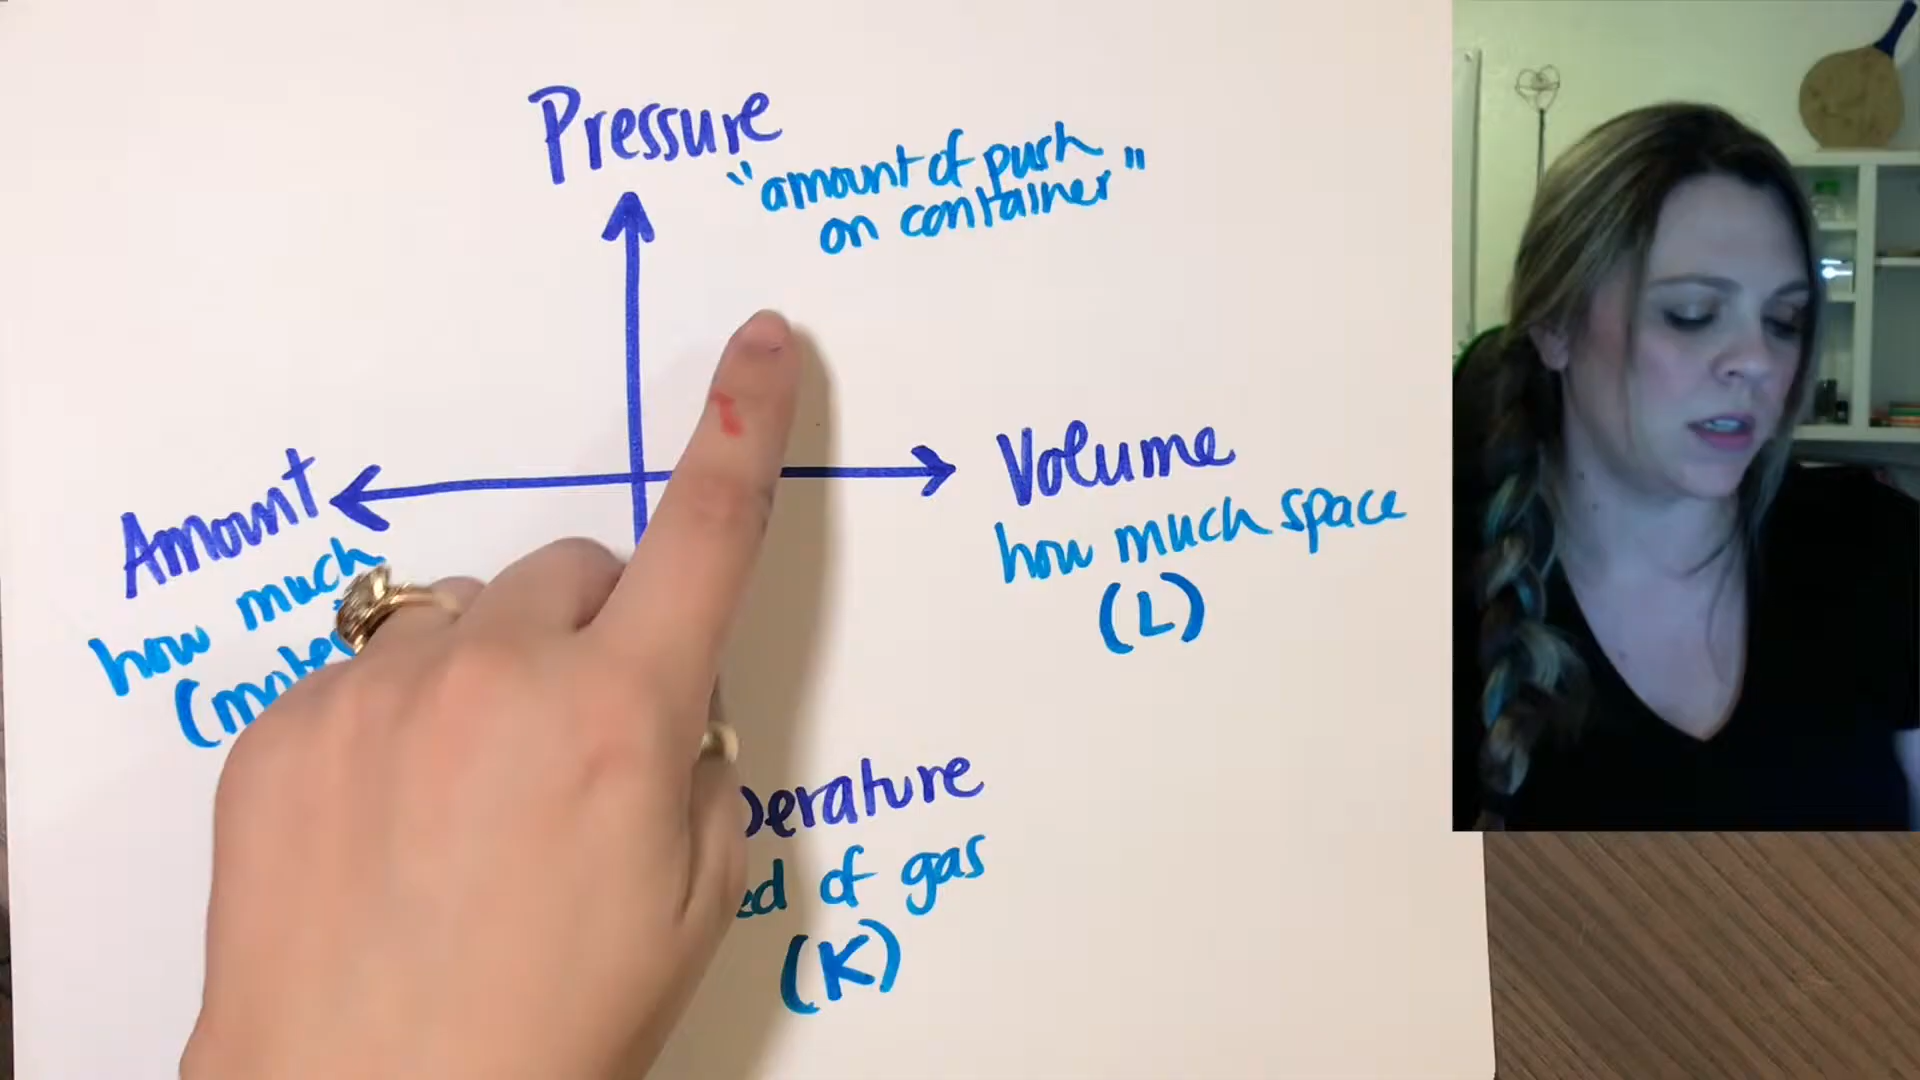 Pressure
"amount of push
on container"
Volume
how much space
(L)
Amount
how much
of gas
(K)